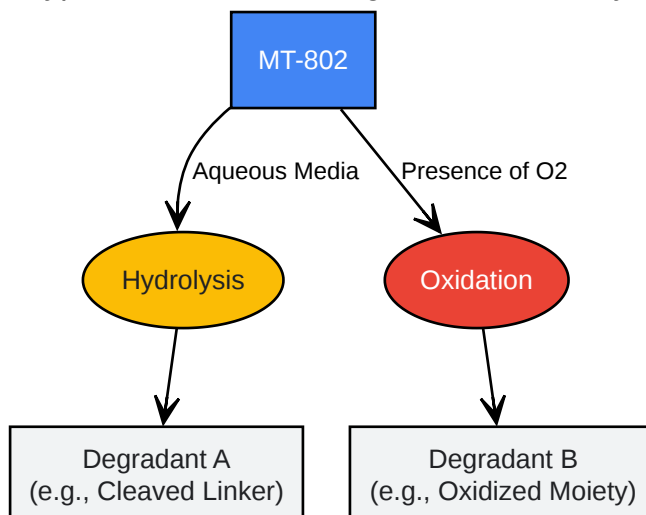 MT-802
Aqueous Media
Presence of O2
Hydrolysis
Oxidation
Degradant A
(e.g., Cleaved Linker)
Degradant B
(e.g., Oxidized Moiety)